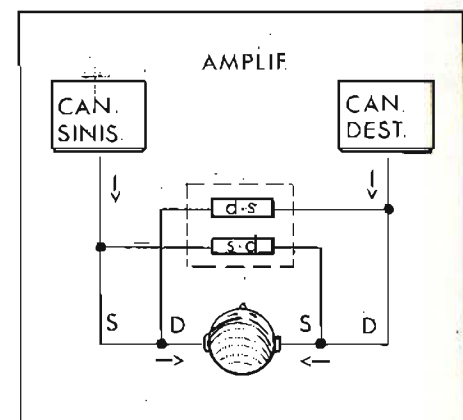 AMPLIF.
CAN.
SINIS.
CAN.
DEST.
d-s
s-d
S
D
S
D